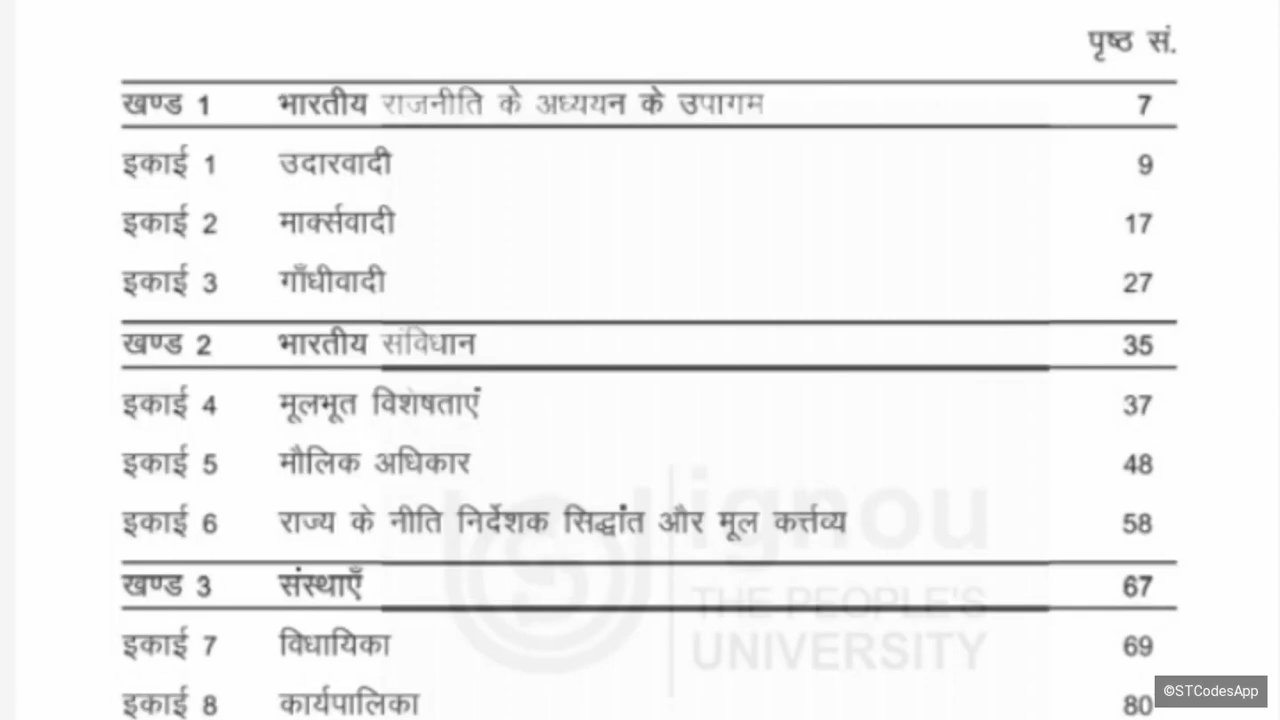 पृष्ठ सं.
खण्ड 1 भारतीय राजनीति के अध्ययन के उपागम 7
इकाई 1 उदारवादी 9
इकाई 2 मार्क्सवादी 17
इकाई 3 गाँधीवादी 27
खण्ड 2 भारतीय संविधान 35
इकाई 4 मूलभूत विशेषताएं 37
इकाई 5 मौलिक अधिकार 48
इकाई 6 राज्य के नीति निर्देशक सिद्धांत और मूल कर्त्तव्य 58
खण्ड 3 संस्थाएँ 67
इकाई 7 विधायिका 69
इकाई 8 कार्यपालिका 80
ignou
THE PEOPLE'S
UNIVERSITY
©STCodesApp